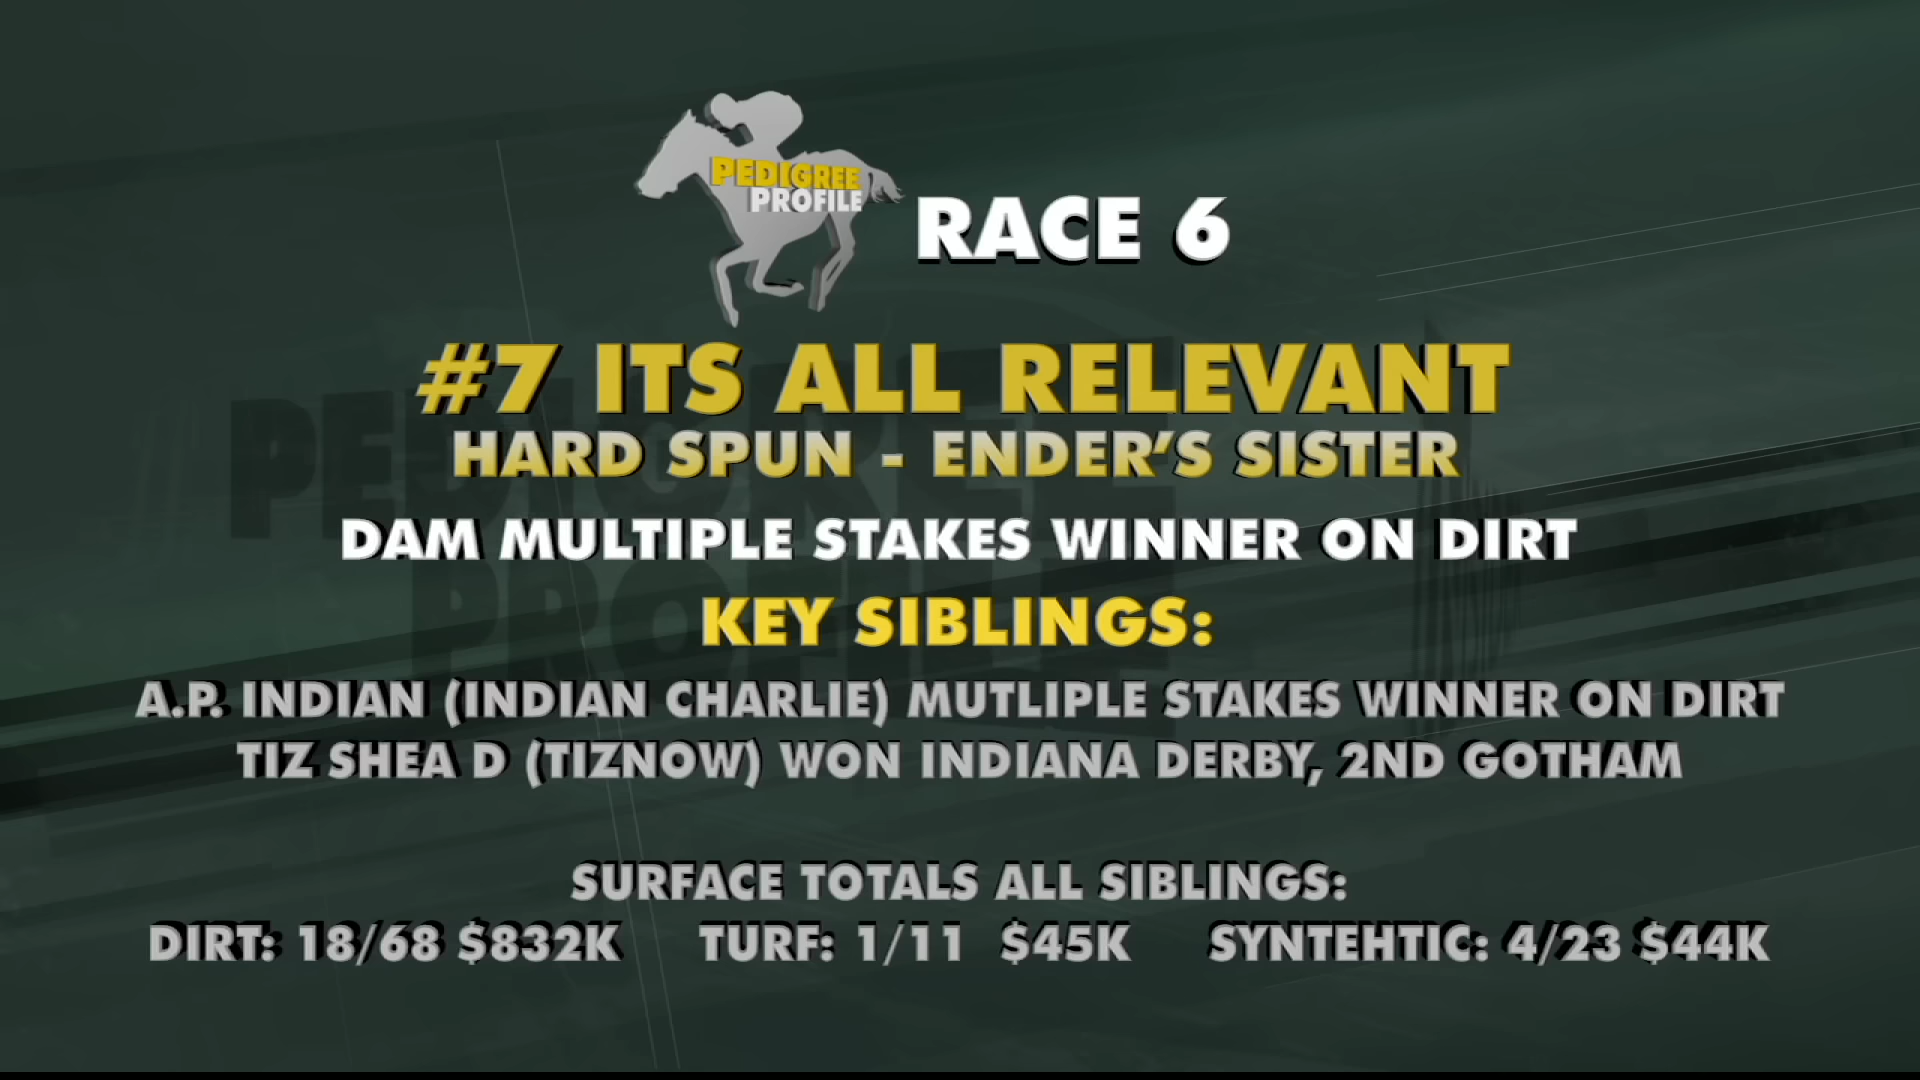 PEDIGREE
PROFILE
RACE 6
#7 ITS ALL RELEVANT
HARD SPUN - ENDER'S SISTER
DAM MULTIPLE STAKES WINNER ON DIRT
KEY SIBLINGS:
A.P. INDIAN (INDIAN CHARLIE) MUTLIPLE STAKES WINNER ON DIRT
TIZ SHEA D (TIZNOW) WON INDIANA DERBY, 2ND GOTHAM
SURFACE TOTALS ALL SIBLINGS:
DIRT: 18/68 $832K TURF: 1/11 $45K SYNTEHTIC: 4/23 $44K
PEDIGREE
PROFILE